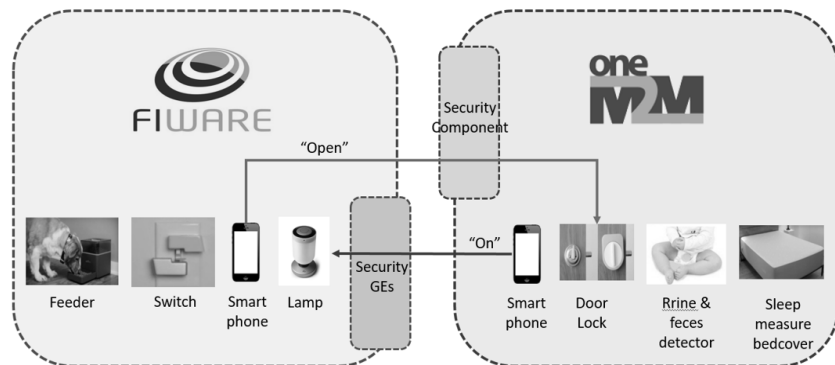 FIWARE
one
M2M
Security
Component
"Open"
"On"
Security
GEs
Feeder
Switch
Smart
phone
Lamp
Smart
phone
Door
Lock
Rrine &
feces
detector
Sleep
measure
bedcover